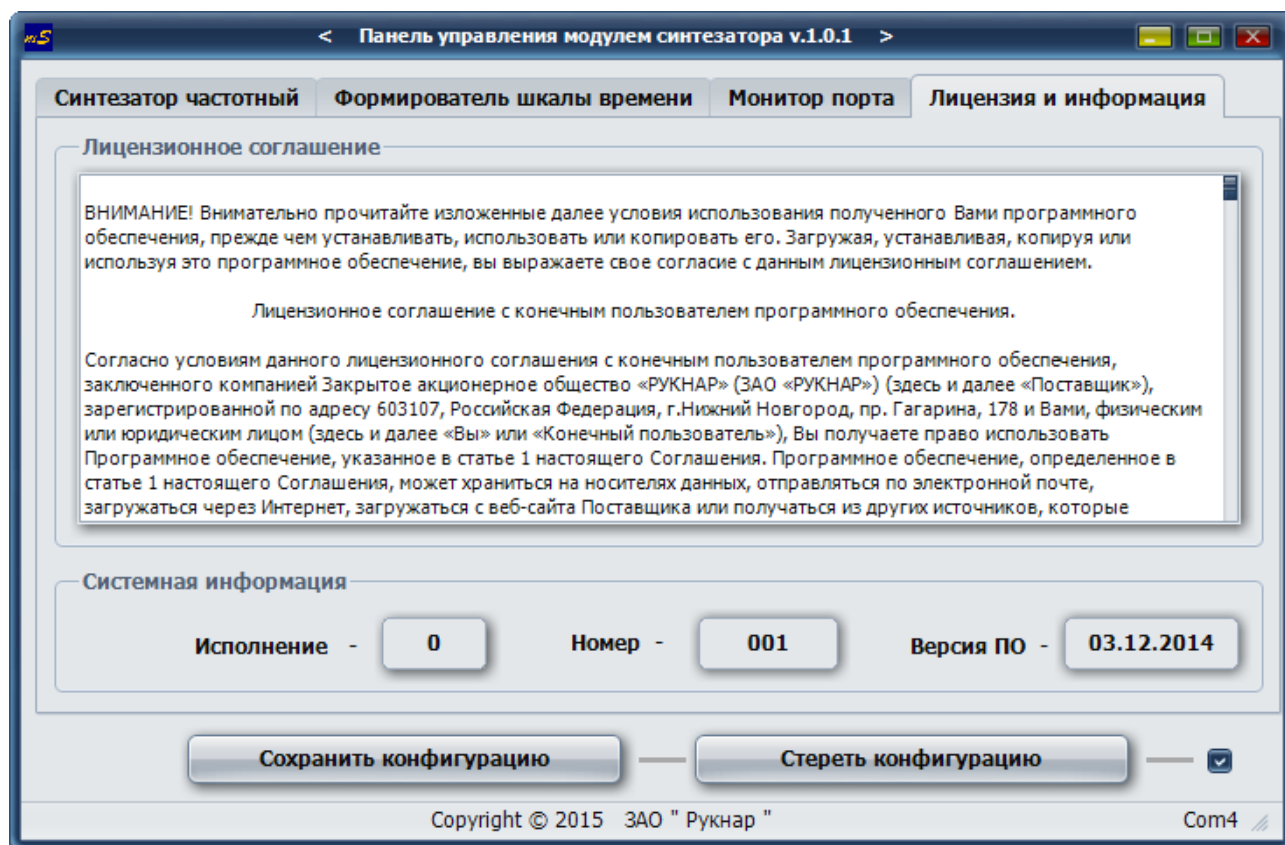 miS
< Панель управления модулем синтезатора v.1.0.1 >
Синтезатор частотный Формирователь шкалы времени Монитор порта Лицензия и информация
Лицензионное соглашение
ВНИМАНИЕ! Внимательно прочитайте изложенные далее условия использования полученного Вами программного
обеспечения, прежде чем устанавливать, использовать или копировать его. Загружая, устанавливая, копируя или
используя это программное обеспечение, вы выражаете свое согласие с данным лицензионным соглашением.
Лицензионное соглашение с конечным пользователем программного обеспечения.
Согласно условиям данного лицензионного соглашения с конечным пользователем программного обеспечения,
заключенного компанией Закрытое акционерное общество «РУКНАР» (ЗАО «РУКНАР») (здесь и далее «Поставщик»),
зарегистрированной по адресу 603107, Российская Федерация, г.Нижний Новгород, пр. Гагарина, 178 и Вами, физическим
или юридическим лицом (здесь и далее «Вы» или «Конечный пользователь»), Вы получаете право использовать
Программное обеспечение, указанное в статье 1 настоящего Соглашения. Программное обеспечение, определенное в
статье 1 настоящего Соглашения, может храниться на носителях данных, отправляться по электронной почте,
загружаться через Интернет, загружаться с веб-сайта Поставщика или получаться из других источников, которые
Системная информация
Исполнение - 0 Номер - 001 Версия ПО - 03.12.2014
Сохранить конфигурацию Стереть конфигурацию
Copyright © 2015 ЗАО " Рукнар " Com4